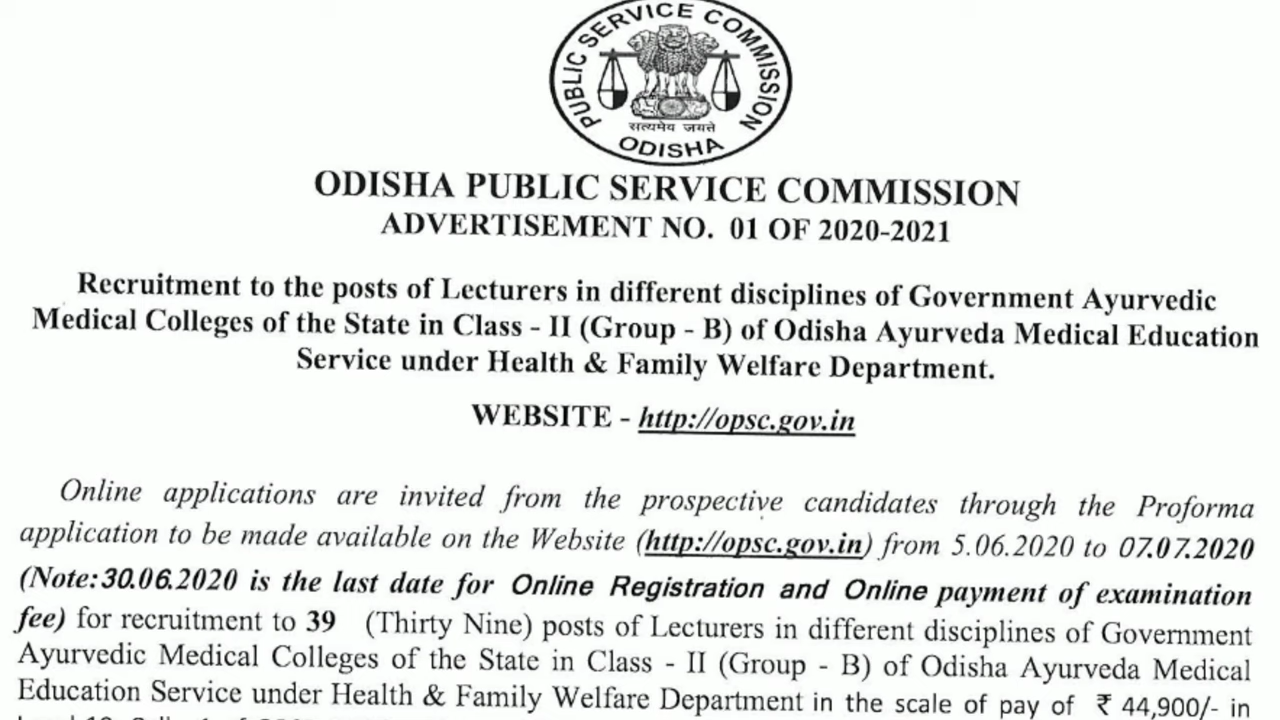 PUBLIC SERVICE COMMISSION
सत्यमेव जयते
ODISHA
ODISHA PUBLIC SERVICE COMMISSION
ADVERTISEMENT NO. 01 OF 2020-2021
Recruitment to the posts of Lecturers in different disciplines of Government Ayurvedic
Medical Colleges of the State in Class - II (Group - B) of Odisha Ayurveda Medical Education
Service under Health & Family Welfare Department.
WEBSITE - http://opsc.gov.in
Online applications are invited from the prospective candidates through the Proforma
application to be made available on the Website (http://opsc.gov.in) from 5.06.2020 to 07.07.2020
(Note:30.06.2020 is the last date for Online Registration and Online payment of examination
fee) for recruitment to 39 (Thirty Nine) posts of Lecturers in different disciplines of Government
Ayurvedic Medical Colleges of the State in Class - II (Group - B) of Odisha Ayurveda Medical
Education Service under Health & Family Welfare Department in the scale of pay of ₹ 44,900/- in